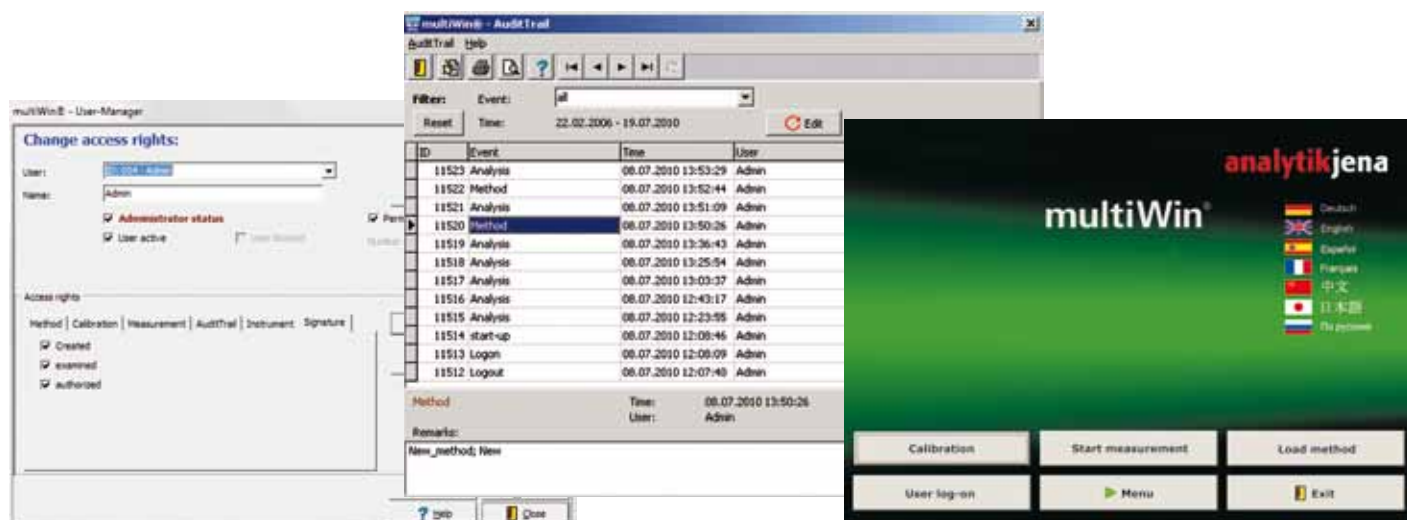 multiWin® - User-Manager
Change access rights:
User:
Name: Admin
Administrator status
User active
Access rights
Method Calibration Measurement AuditTrail Instrument Signature
Created
examined
authorized
multiWin® - AuditTrail
AuditTrail Help
Filter: Event: all
Reset Time: 22.02.2006 - 19.07.2010 Edit
ID Event Time User
11523 Analysis 08.07.2010 13:53:29 Admin
11522 Method 08.07.2010 13:52:44 Admin
11521 Analysis 08.07.2010 13:51:09 Admin
11520 Method 08.07.2010 13:50:26 Admin
11519 Analysis 08.07.2010 13:36:43 Admin
11518 Analysis 08.07.2010 13:25:54 Admin
11517 Analysis 08.07.2010 13:03:37 Admin
11516 Analysis 08.07.2010 12:43:17 Admin
11515 Analysis 08.07.2010 12:23:55 Admin
11514 start-up 08.07.2010 12:08:46 Admin
11513 Logon 08.07.2010 12:08:09 Admin
11512 Logout 08.07.2010 12:07:40 Admin
Method Time: 08.07.2010 13:50:26
User: Admin
Remarks:
New_method; New
? Help Close
analytikjena
multiWin®
Deutsch
English
Español
Français
中文
日本語
По русски
Calibration Start measurement Load method
User log-on Menu Exit